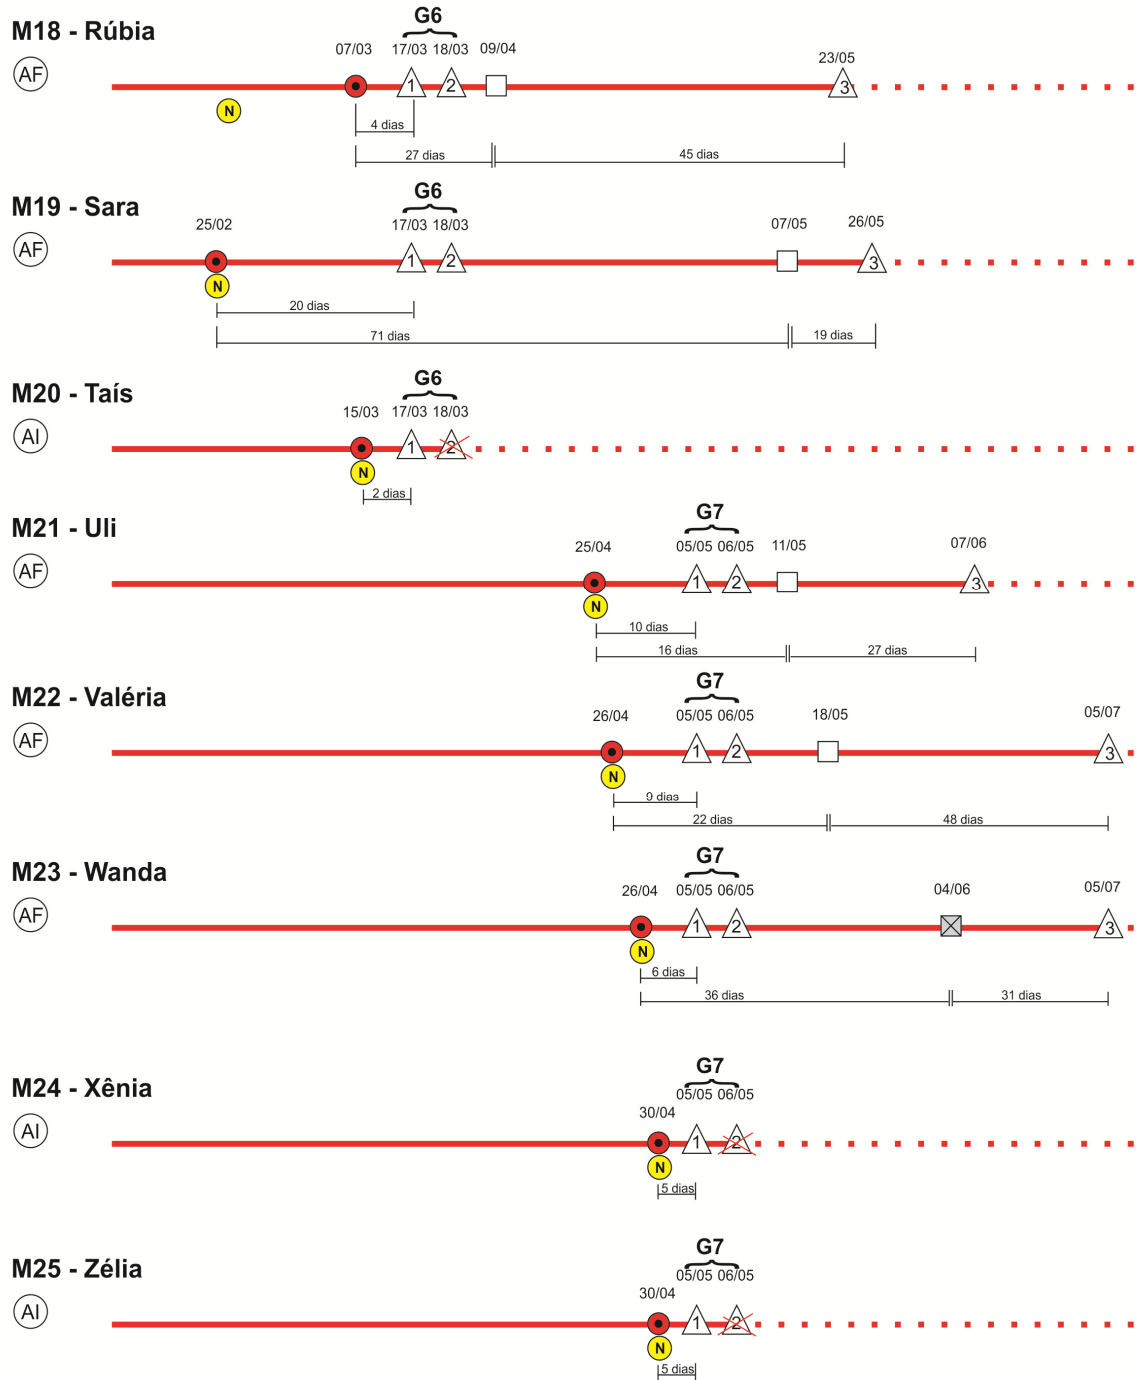 G6
M18 - Rúbia
07/03 17/03 18/03 09/04 23/05
AF
1 2 3
N
4 dias
27 dias 45 dias
G6
M19 - Sara
25/02 17/03 18/03 07/05 26/05
AF
1 2 3
N
20 dias
71 dias 19 dias
G6
M20 - Taís
15/03 17/03 18/03
AI
1 2
N
2 dias
G7
M21 - Uli
25/04 05/05 06/05 11/05 07/06
AF
1 2 3
N
10 dias
16 dias 27 dias
G7
M22 - Valéria
26/04 05/05 06/05 18/05 05/07
AF
1 2 3
N
9 dias
22 dias 48 dias
G7
M23 - Wanda
26/04 05/05 06/05 04/06 05/07
AF
1 2 3
N
6 dias
36 dias 31 dias
G7
M24 - Xênia
05/05 06/05
30/04
AI
1 2
N
5 dias
G7
M25 - Zélia
05/05 06/05
30/04
AI
1 2
N
5 dias